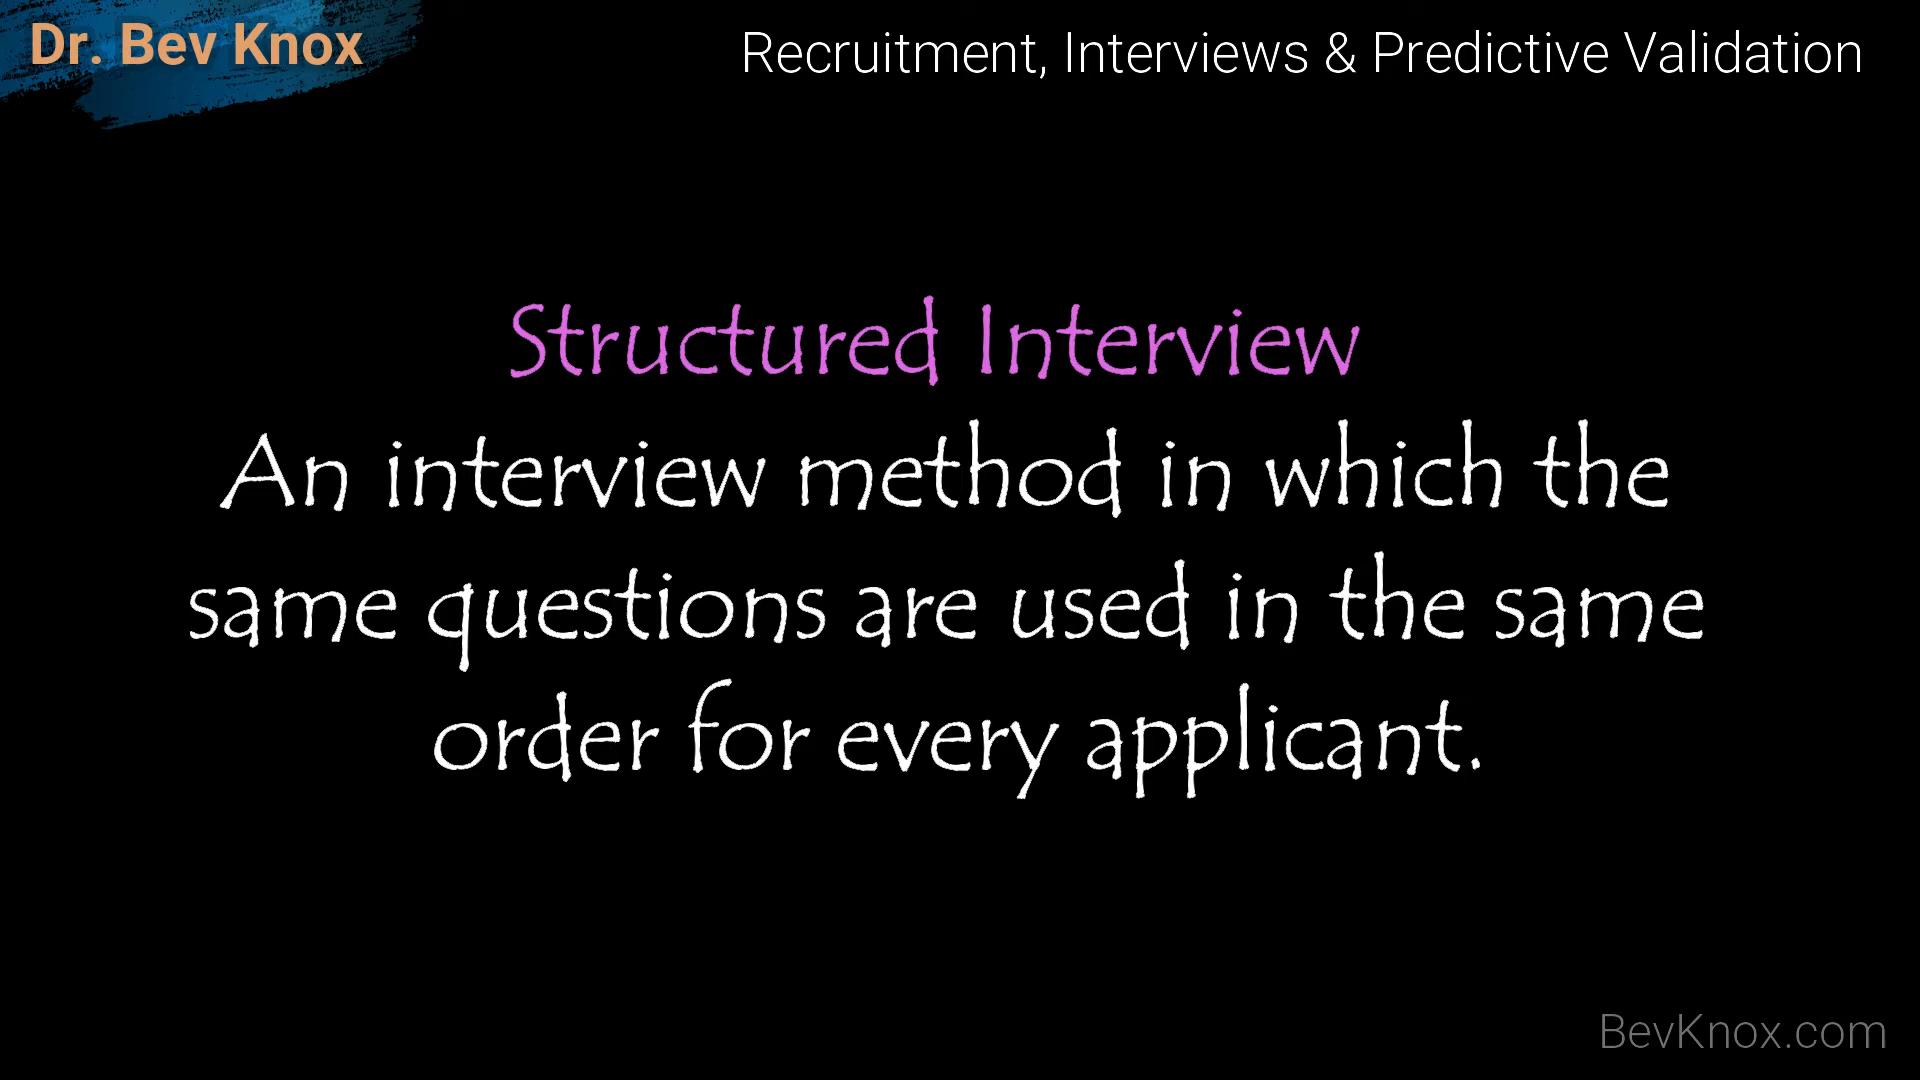 Dr. Bev Knox
Recruitment, Interviews & Predictive Validation
Structured Interview
An interview method in which the
same questions are used in the same
order for every applicant.
BevKnox.com